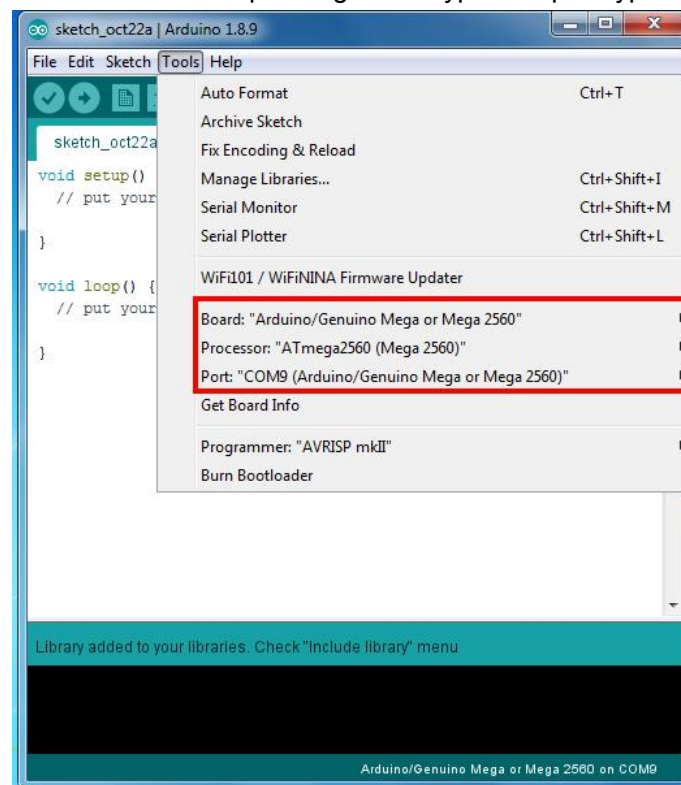 sketch_oct22a | Arduino 1.8.9
File Edit Sketch Tools Help
Auto Format Ctrl+T
Archive Sketch
sketch_oct22a
Fix Encoding & Reload
void setup()
Manage Libraries... Ctrl+Shift+I
// put your
Serial Monitor Ctrl+Shift+M
}
Serial Plotter Ctrl+Shift+L
WiFi101 / WiFiNINA Firmware Updater
void loop() {
// put your
Board: "Arduino/Genuino Mega or Mega 2560"
}
Processor: "ATmega2560 (Mega 2560)"
Port: "COM9 (Arduino/Genuino Mega or Mega 2560)"
Get Board Info
Programmer: "AVRISP mkII"
Burn Bootloader
Library added to your libraries. Check "Include library" menu
Arduino/Genuino Mega or Mega 2560 on COM9